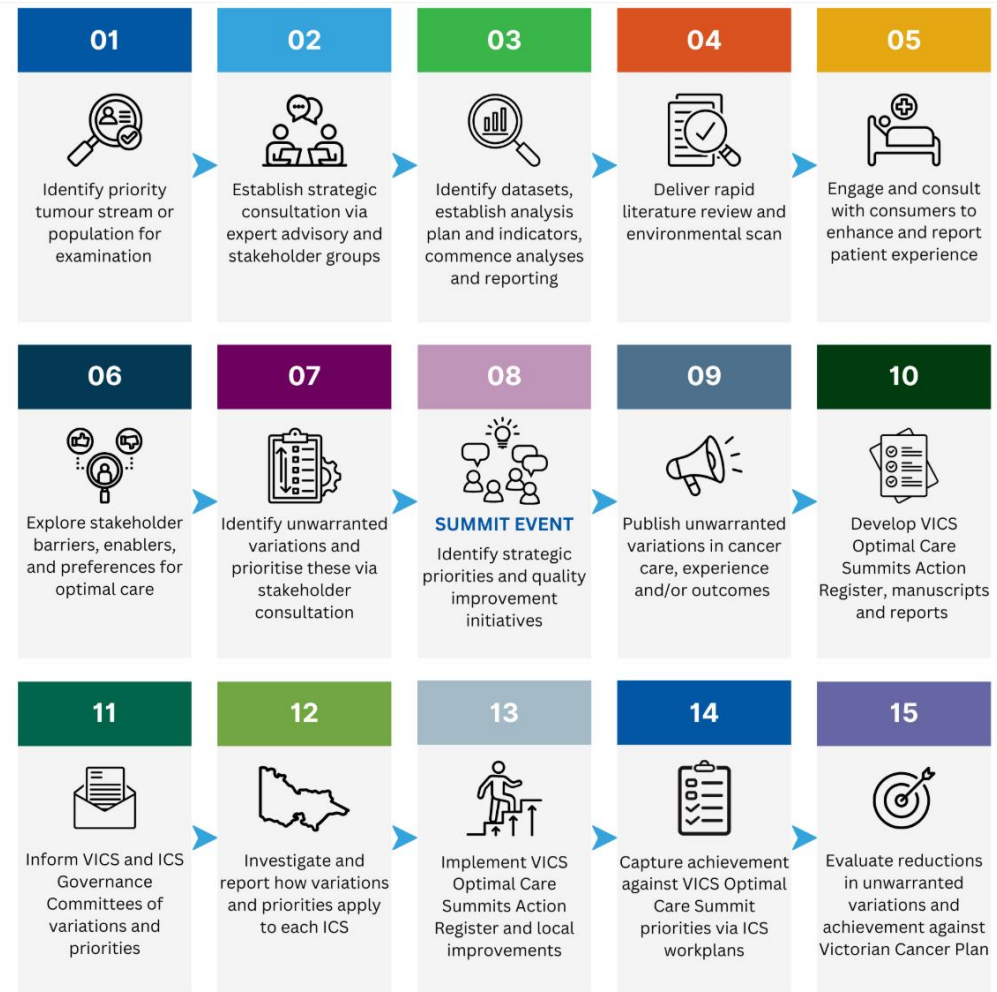 01
Identify priority
tumour stream or
population for
examination
02
Establish strategic
consultation via
expert advisory and
stakeholder groups
03
Identify datasets,
establish analysis
plan and indicators,
commence analyses
and reporting
04
Deliver rapid
literature review and
environmental scan
05
Engage and consult
with consumers to
enhance and report
patient experience
06
Explore stakeholder
barriers, enablers,
and preferences for
optimal care
07
Identify unwarranted
variations and
prioritise these via
stakeholder
consultation
08
SUMMIT EVENT
Identify strategic
priorities and quality
improvement
initiatives
09
Publish unwarranted
variations in cancer
care, experience
and/or outcomes
10
Develop VICS
Optimal Care
Summits Action
Register, manuscripts
and reports
11
Inform VICS and ICS
Governance
Committees of
variations and
priorities
12
Investigate and
report how variations
and priorities apply
to each ICS
13
Implement VICS
Optimal Care
Summits Action
Register and local
improvements
14
Capture achievement
against VICS Optimal
Care Summit
priorities via ICS
workplans
15
Evaluate reductions
in unwarranted
variations and
achievement against
Victorian Cancer Plan